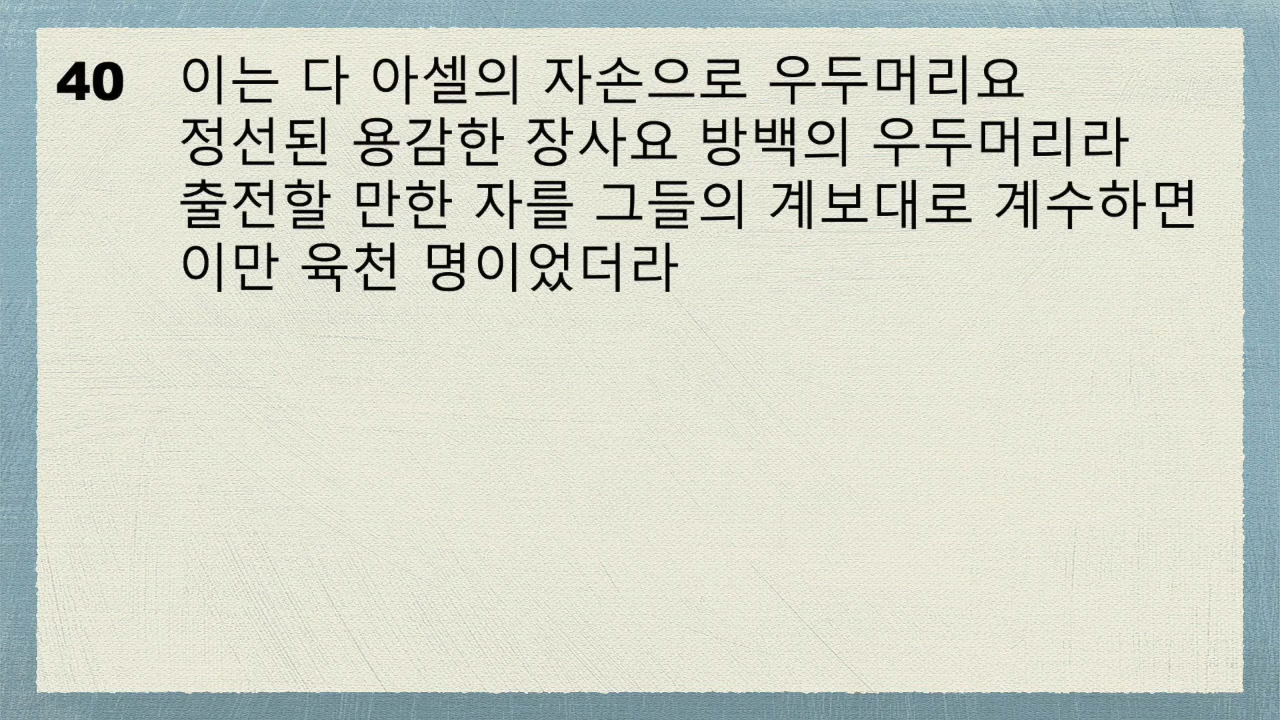 40 이는 다 아셀의 자손으로 우두머리요
정선된 용감한 장사요 방백의 우두머리라
출전할 만한 자를 그들의 계보대로 계수하면
이만 육천 명이었더라